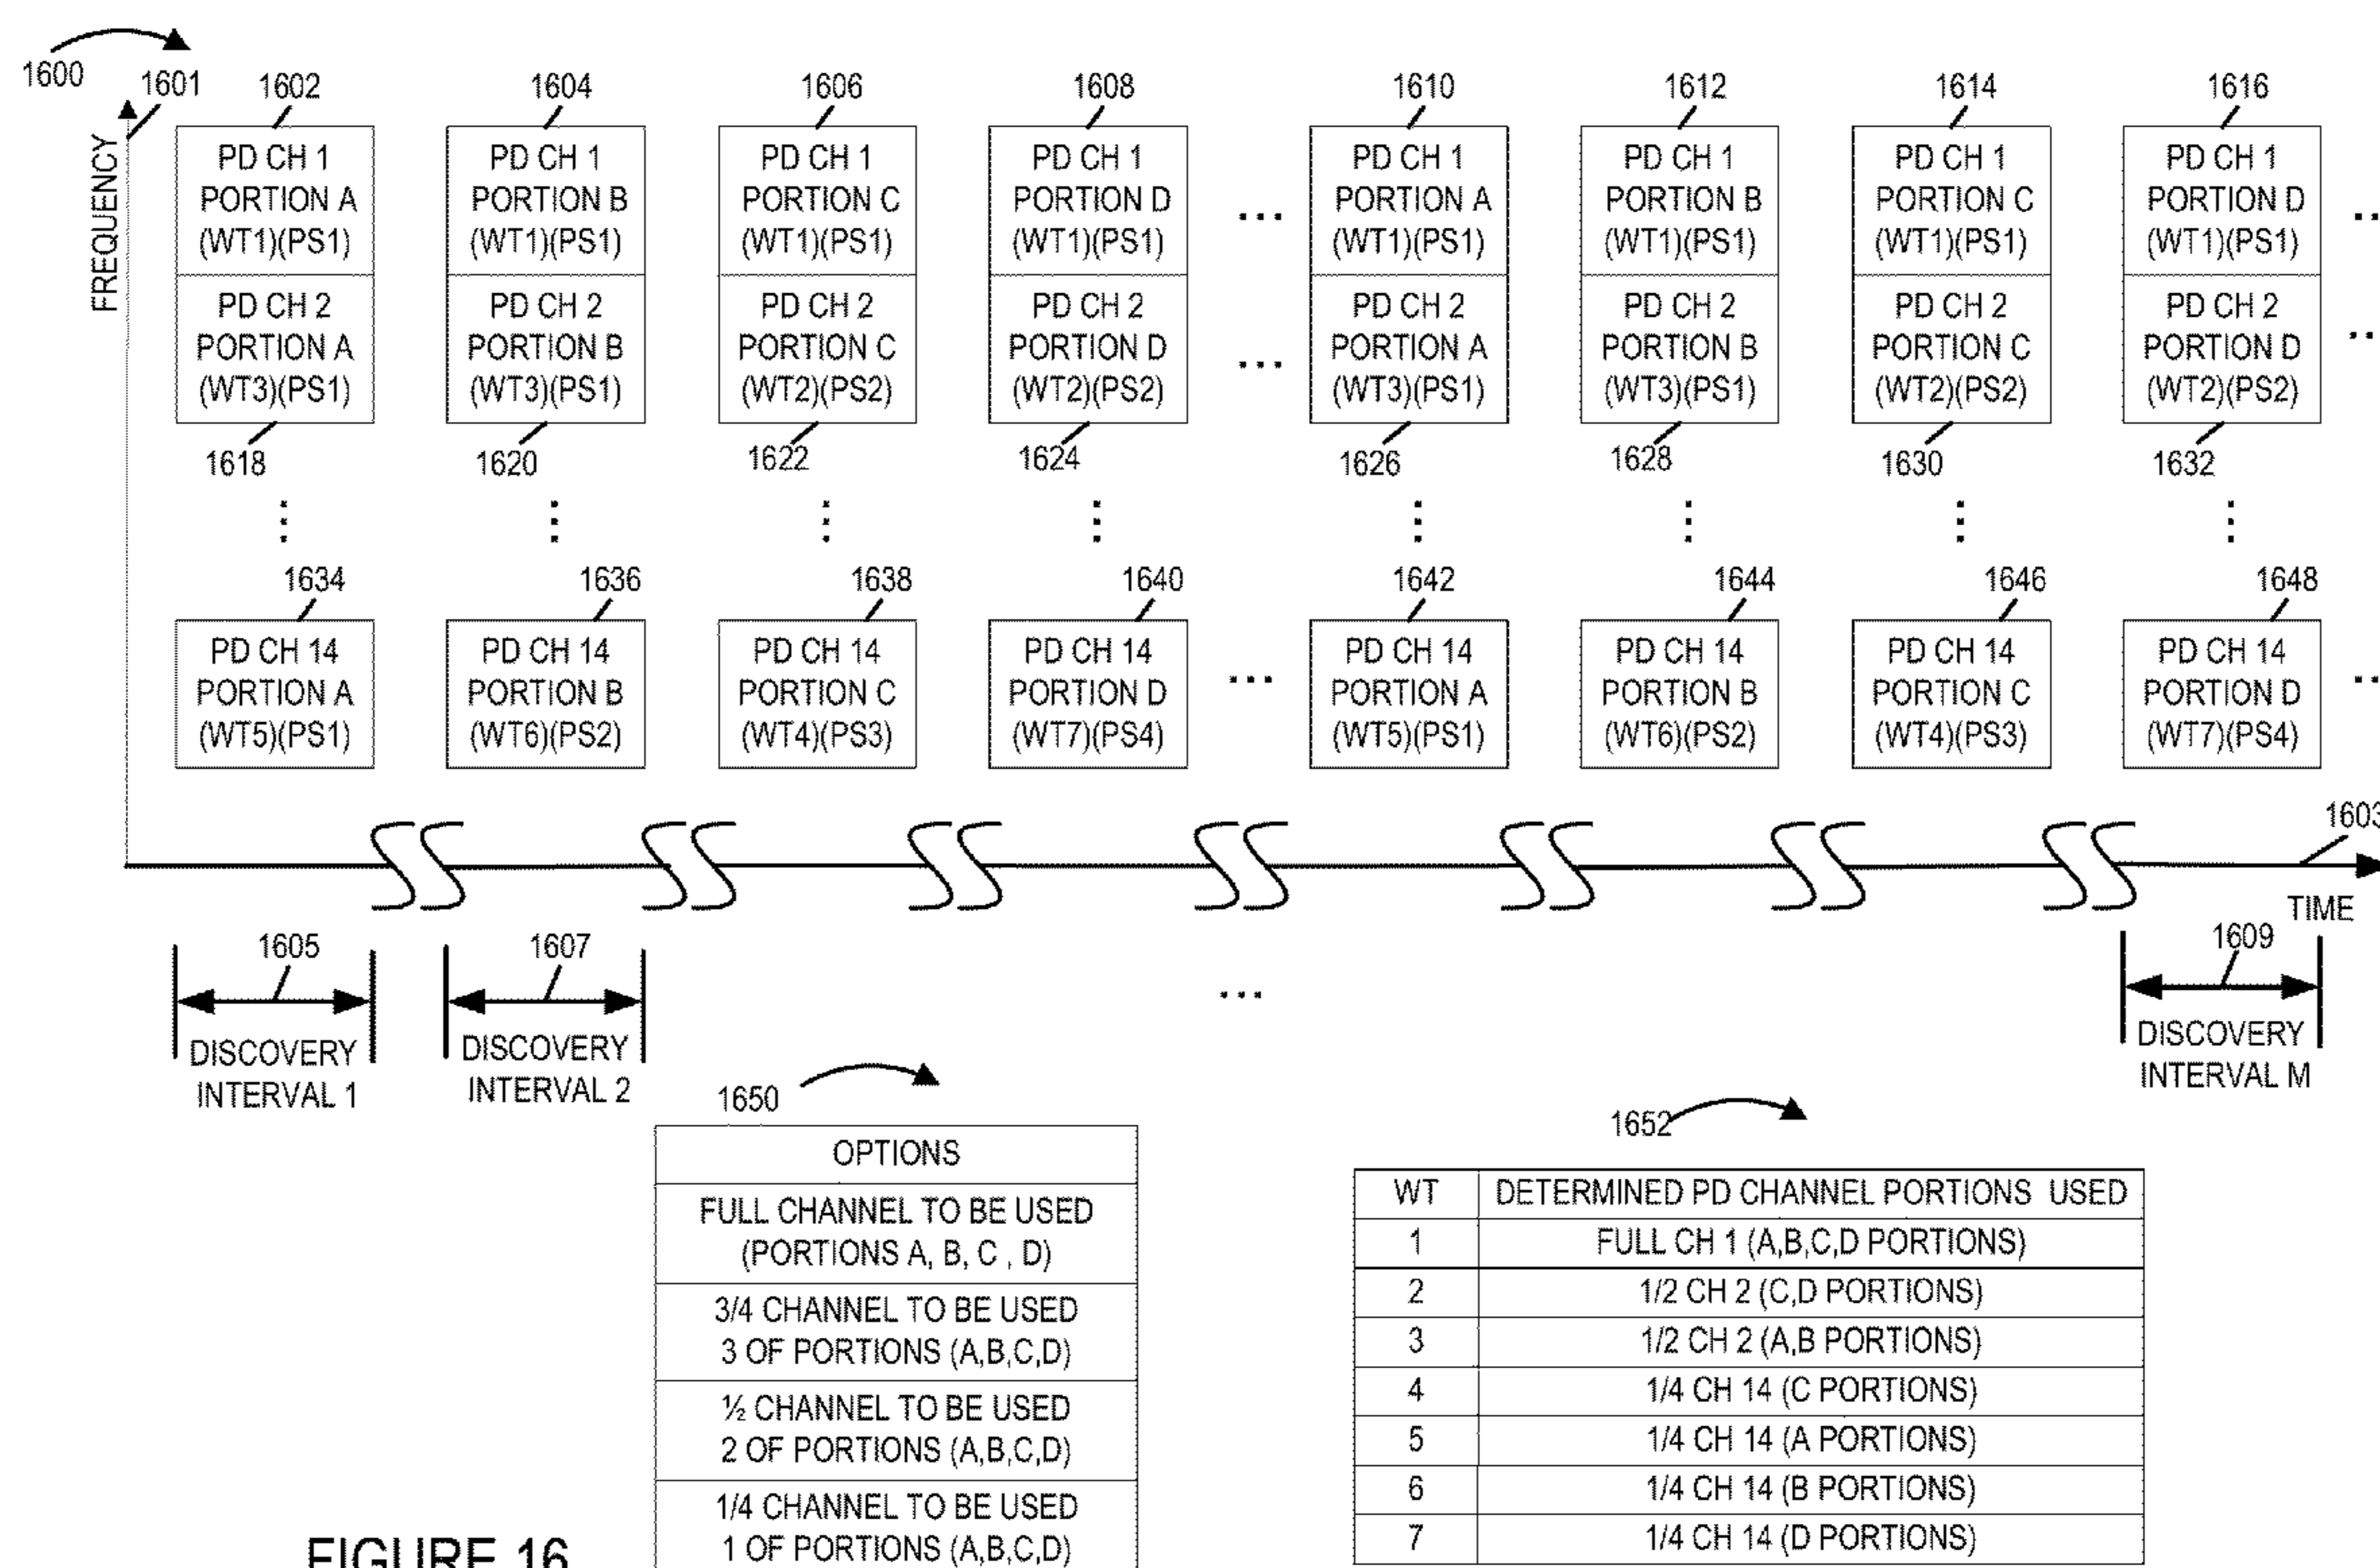 1600
1601
1602
1604
1606
1608
1610
1612
1614
1616
FREQUENCY
PD CH 1
PORTION A
(WT1)(PS1)
PD CH 1
PORTION B
(WT1)(PS1)
PD CH 1
PORTION C
(WT1)(PS1)
PD CH 1
PORTION D
(WT1)(PS1)
...
PD CH 1
PORTION A
(WT1)(PS1)
PD CH 1
PORTION B
(WT1)(PS1)
PD CH 1
PORTION C
(WT1)(PS1)
PD CH 1
PORTION D
(WT1)(PS1)
PD CH 2
PORTION A
(WT3)(PS1)
PD CH 2
PORTION B
(WT3)(PS1)
PD CH 2
PORTION C
(WT2)(PS2)
PD CH 2
PORTION D
(WT2)(PS2)
...
PD CH 2
PORTION A
(WT3)(PS1)
PD CH 2
PORTION B
(WT3)(PS1)
PD CH 2
PORTION C
(WT2)(PS2)
PD CH 2
PORTION D
(WT2)(PS2)
1618
1620
1622
1624
1626
1628
1630
1632
1634
1636
1638
1640
1642
1644
1646
1648
PD CH 14
PORTION A
(WT5)(PS1)
PD CH 14
PORTION B
(WT6)(PS2)
PD CH 14
PORTION C
(WT4)(PS3)
PD CH 14
PORTION D
(WT7)(PS4)
...
PD CH 14
PORTION A
(WT5)(PS1)
PD CH 14
PORTION B
(WT6)(PS2)
PD CH 14
PORTION C
(WT4)(PS3)
PD CH 14
PORTION D
(WT7)(PS4)
1603
TIME
1605
DISCOVERY
INTERVAL 1
1607
DISCOVERY
INTERVAL 2
...
1609
DISCOVERY
INTERVAL M
1650
OPTIONS
FULL CHANNEL TO BE USED
(PORTIONS A, B, C , D)
3/4 CHANNEL TO BE USED
3 OF PORTIONS (A,B,C,D)
½ CHANNEL TO BE USED
2 OF PORTIONS (A,B,C,D)
1/4 CHANNEL TO BE USED
1 OF PORTIONS (A,B,C,D)
1652
WT DETERMINED PD CHANNEL PORTIONS USED
1 FULL CH 1 (A,B,C,D PORTIONS)
2 1/2 CH 2 (C,D PORTIONS)
3 1/2 CH 2 (A,B PORTIONS)
4 1/4 CH 14 (C PORTIONS)
5 1/4 CH 14 (A PORTIONS)
6 1/4 CH 14 (B PORTIONS)
7 1/4 CH 14 (D PORTIONS)
FIGURE 16